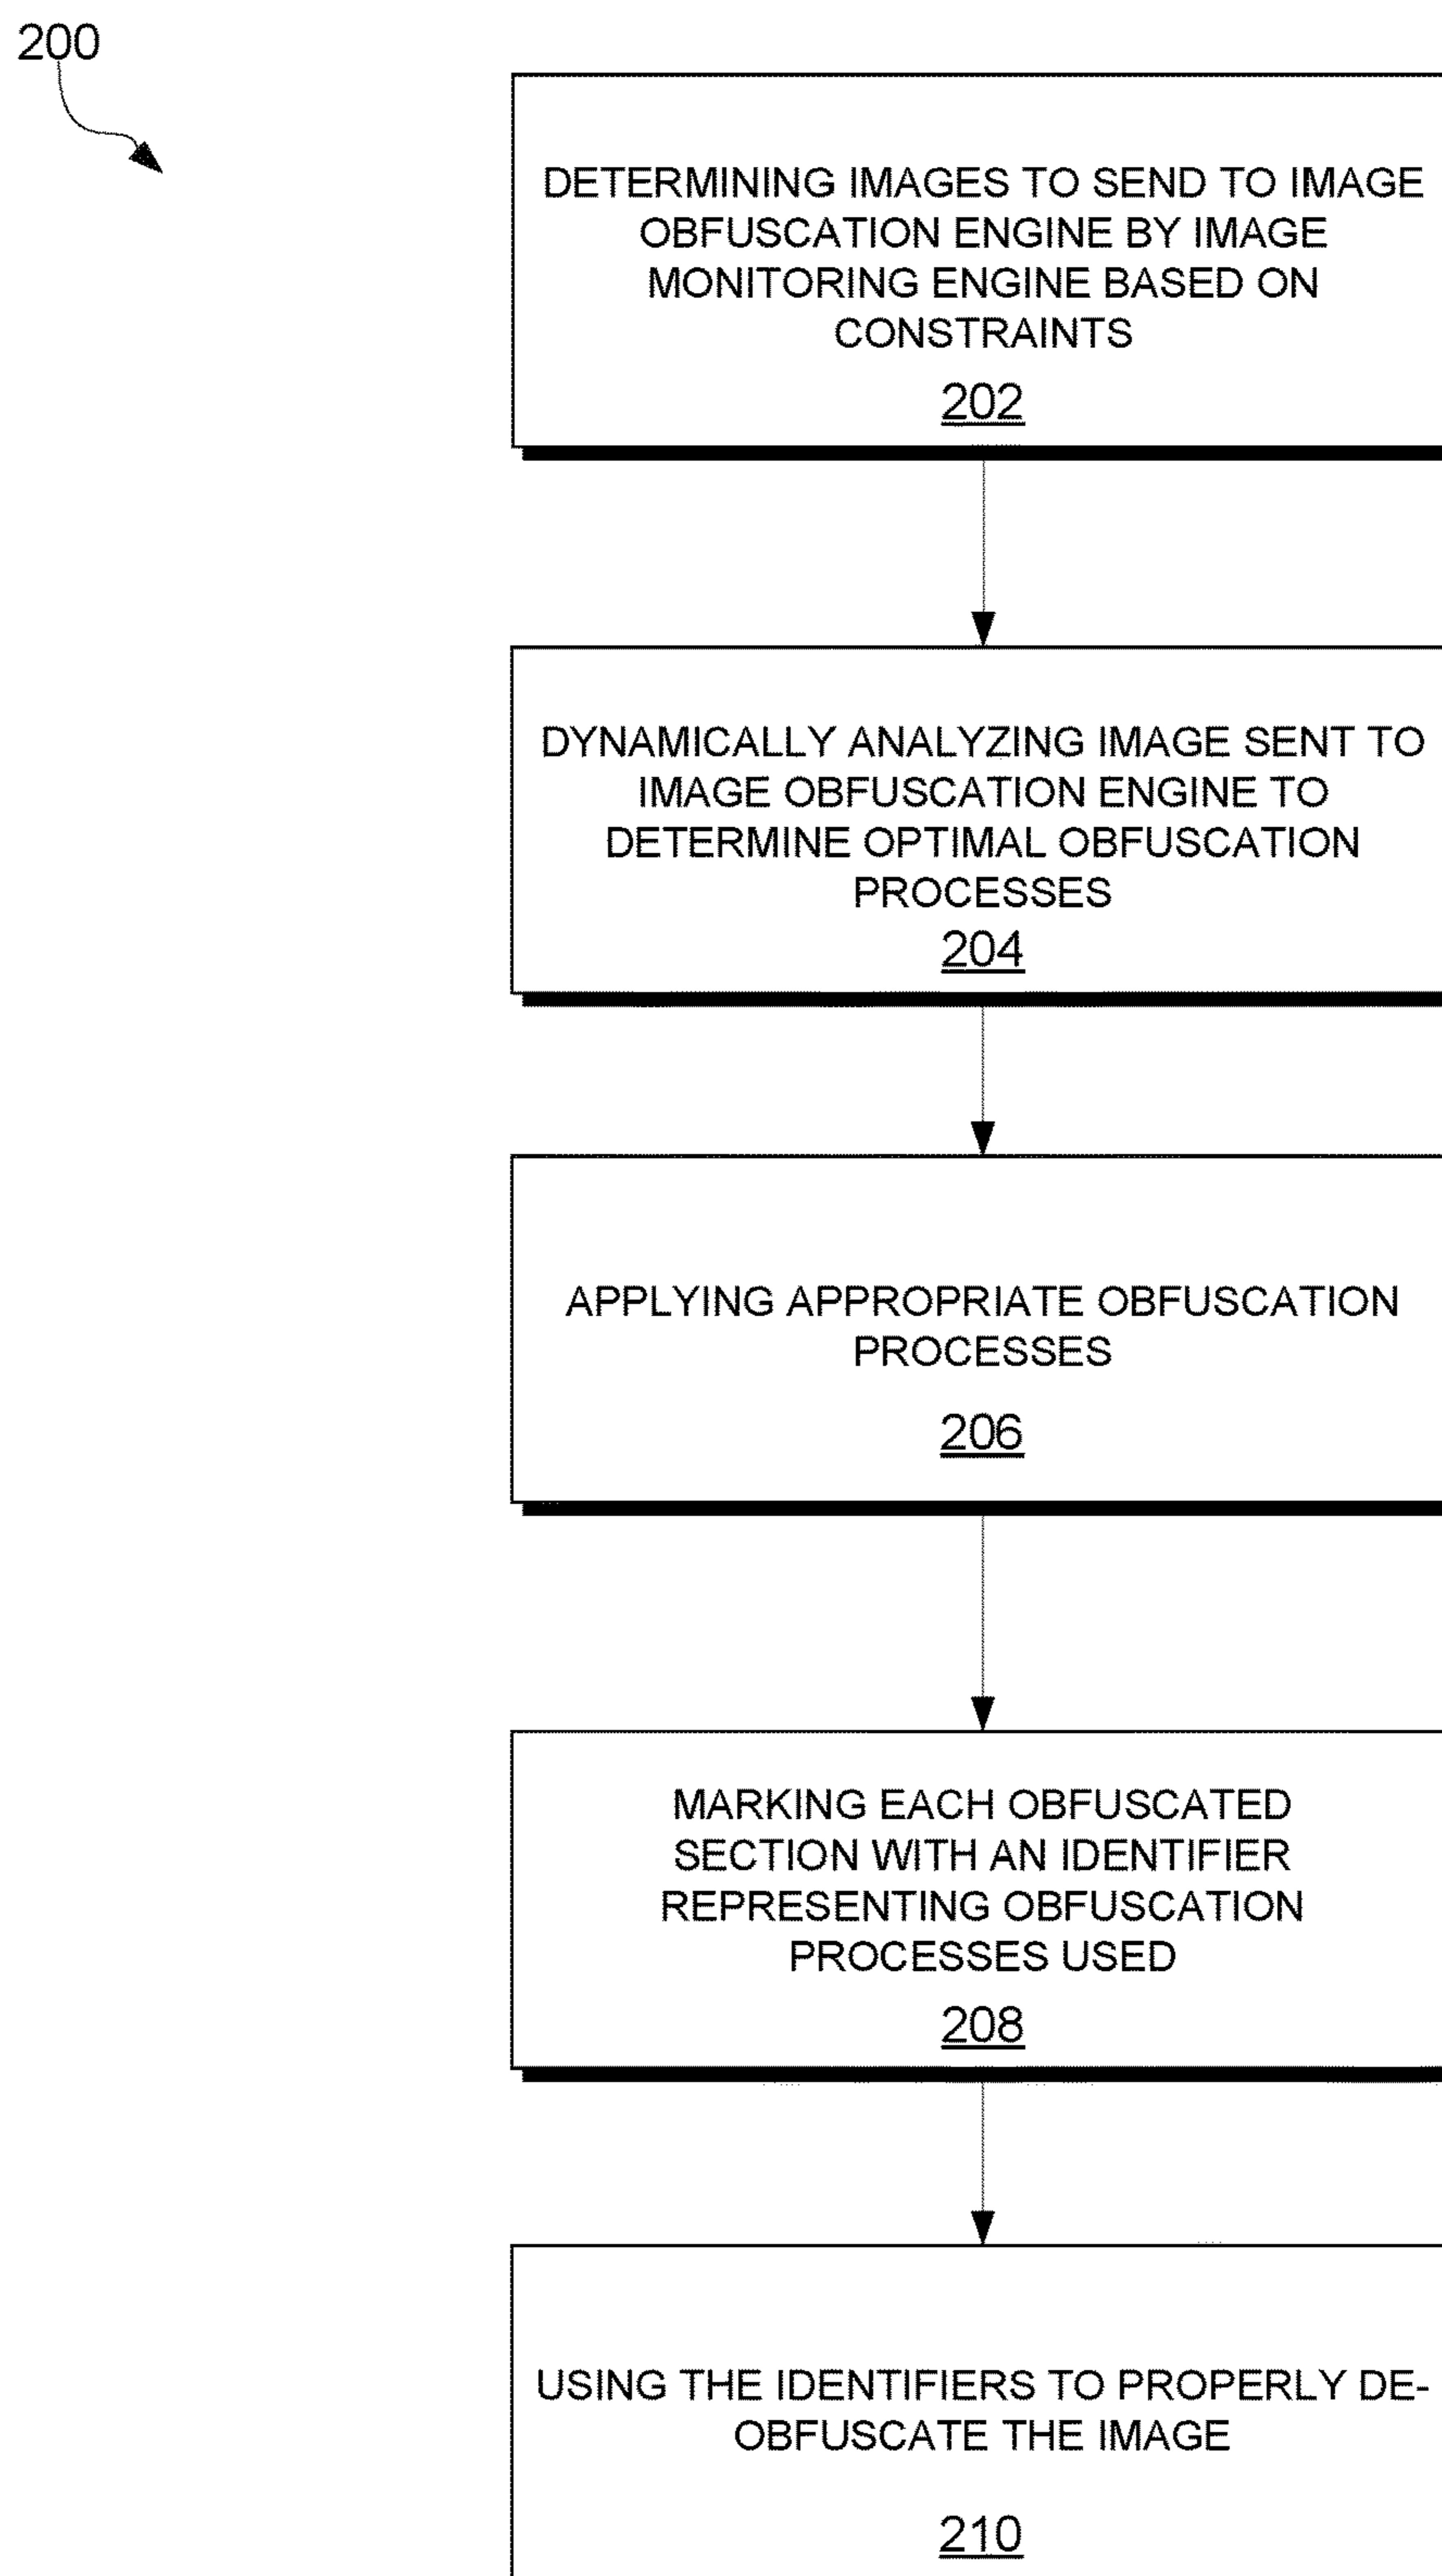 200
DETERMINING IMAGES TO SEND TO IMAGE
OBFUSCATION ENGINE BY IMAGE
MONITORING ENGINE BASED ON
CONSTRAINTS
202
DYNAMICALLY ANALYZING IMAGE SENT TO
IMAGE OBFUSCATION ENGINE TO
DETERMINE OPTIMAL OBFUSCATION
PROCESSES
204
APPLYING APPROPRIATE OBFUSCATION
PROCESSES
206
MARKING EACH OBFUSCATED
SECTION WITH AN IDENTIFIER
REPRESENTING OBFUSCATION
PROCESSES USED
208
USING THE IDENTIFIERS TO PROPERLY DE-
OBFUSCATE THE IMAGE
210